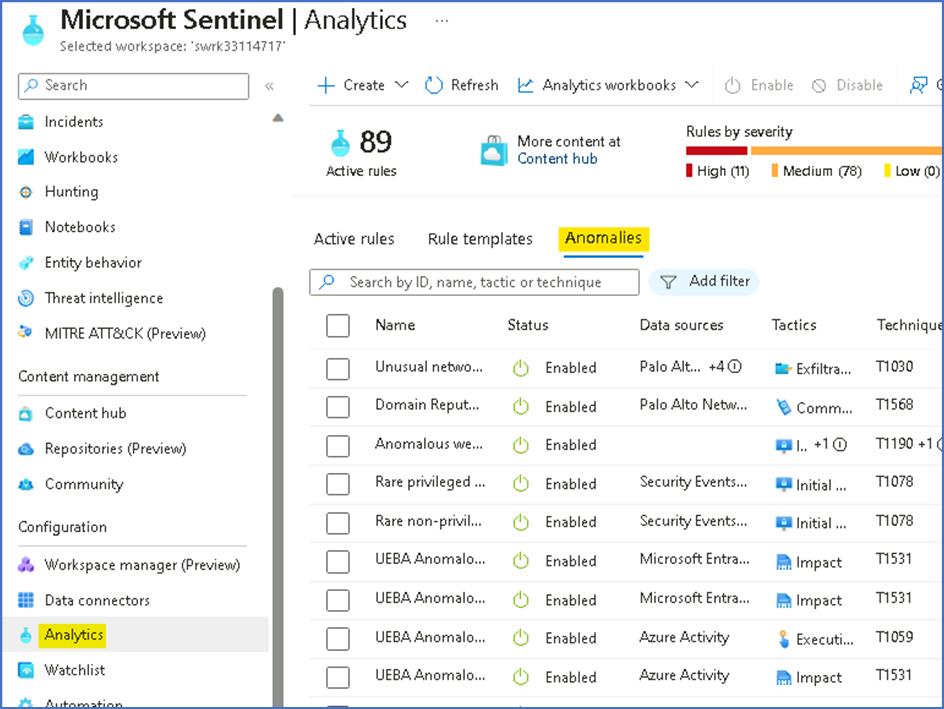 Microsoft Sentinel | Analytics ...
Selected workspace: 'swrk33114717'
Search «
Incidents
Workbooks
Hunting
Notebooks
Entity behavior
Threat intelligence
MITRE ATT&CK (Preview)
Content management
Content hub
Repositories (Preview)
Community
Configuration
Workspace manager (Preview)
Data connectors
Analytics
Watchlist
Automation
Create Refresh Analytics workbooks Enable Disable
89
Active rules
More content at
Content hub
Rules by severity
High (11) Medium (78) Low (0)
Active rules Rule templates Anomalies
Search by ID, name, tactic or technique Add filter
Name Status Data sources Tactics Technique
Unusual netwo... Enabled Palo Alt... +4 Exfiltra... T1030
Domain Reput... Enabled Palo Alto Netw... Comm... T1568
Anomalous we... Enabled I.. +1 T1190 +1
Rare privileged ... Enabled Security Events... Initial ... T1078
Rare non-privil... Enabled Security Events... Initial ... T1078
UEBA Anomalo... Enabled Microsoft Entra... Impact T1531
UEBA Anomalo... Enabled Microsoft Entra... Impact T1531
UEBA Anomalo... Enabled Azure Activity Executi... T1059
UEBA Anomalo... Enabled Azure Activity Impact T1531